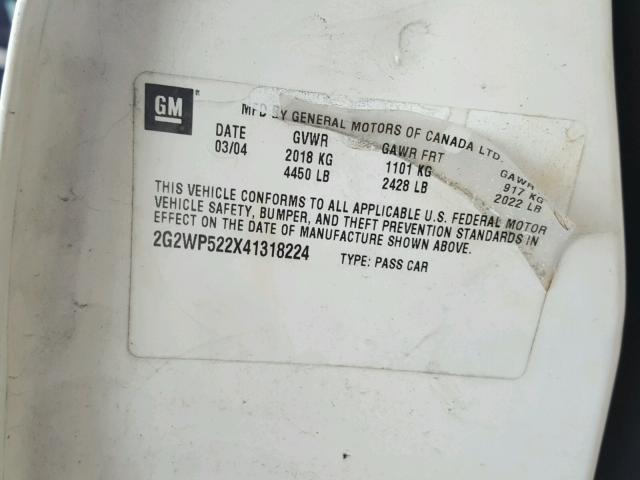 GM
MFD BY GENERAL MOTORS OF CANADA LTD.
DATE GVWR GAWR FRT GAWR
03/04 2018 KG 1101 KG 917 KG
4450 LB 2428 LB 2022 LB
THIS VEHICLE CONFORMS TO ALL APPLICABLE U.S. FEDERAL MOTOR
VEHICLE SAFETY, BUMPER, AND THEFT PREVENTION STANDARDS IN
EFFECT ON THE DATE OF MANUFACTURE SHOWN ABOVE.
2G2WP522X41318224 TYPE: PASS CAR